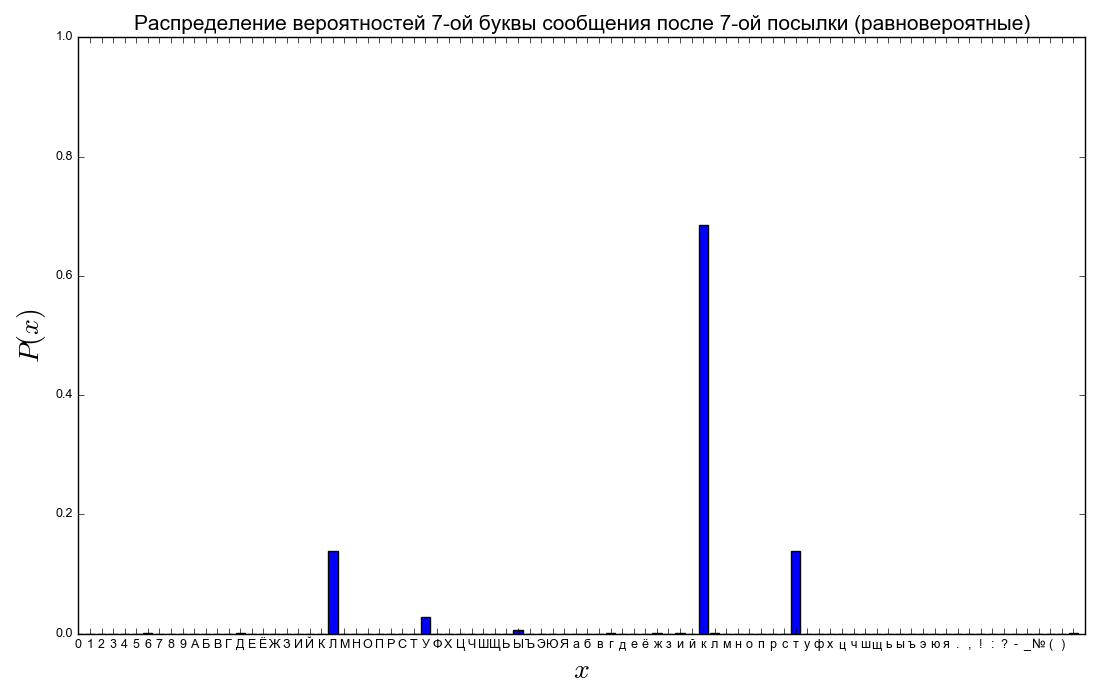 Распределение вероятностей 7-ой буквы сообщения после 7-ой посылки (равновероятные)
1.0
0.8
0.6
0.4
0.2
0.0
P(x)
0 1 2 3 4 5 6 7 8 9 А Б В Г Д Е Ё Ж З И Й К Л М Н О П Р С Т У Ф Х Ц Ч Ш Щ Ь Ы Ъ Э Ю Я а б в г д е ё ж з и й к л м н о п р с т у ф х ц ч ш щ ь ы ъ э ю я . , ! : ? - _ № ( )
x